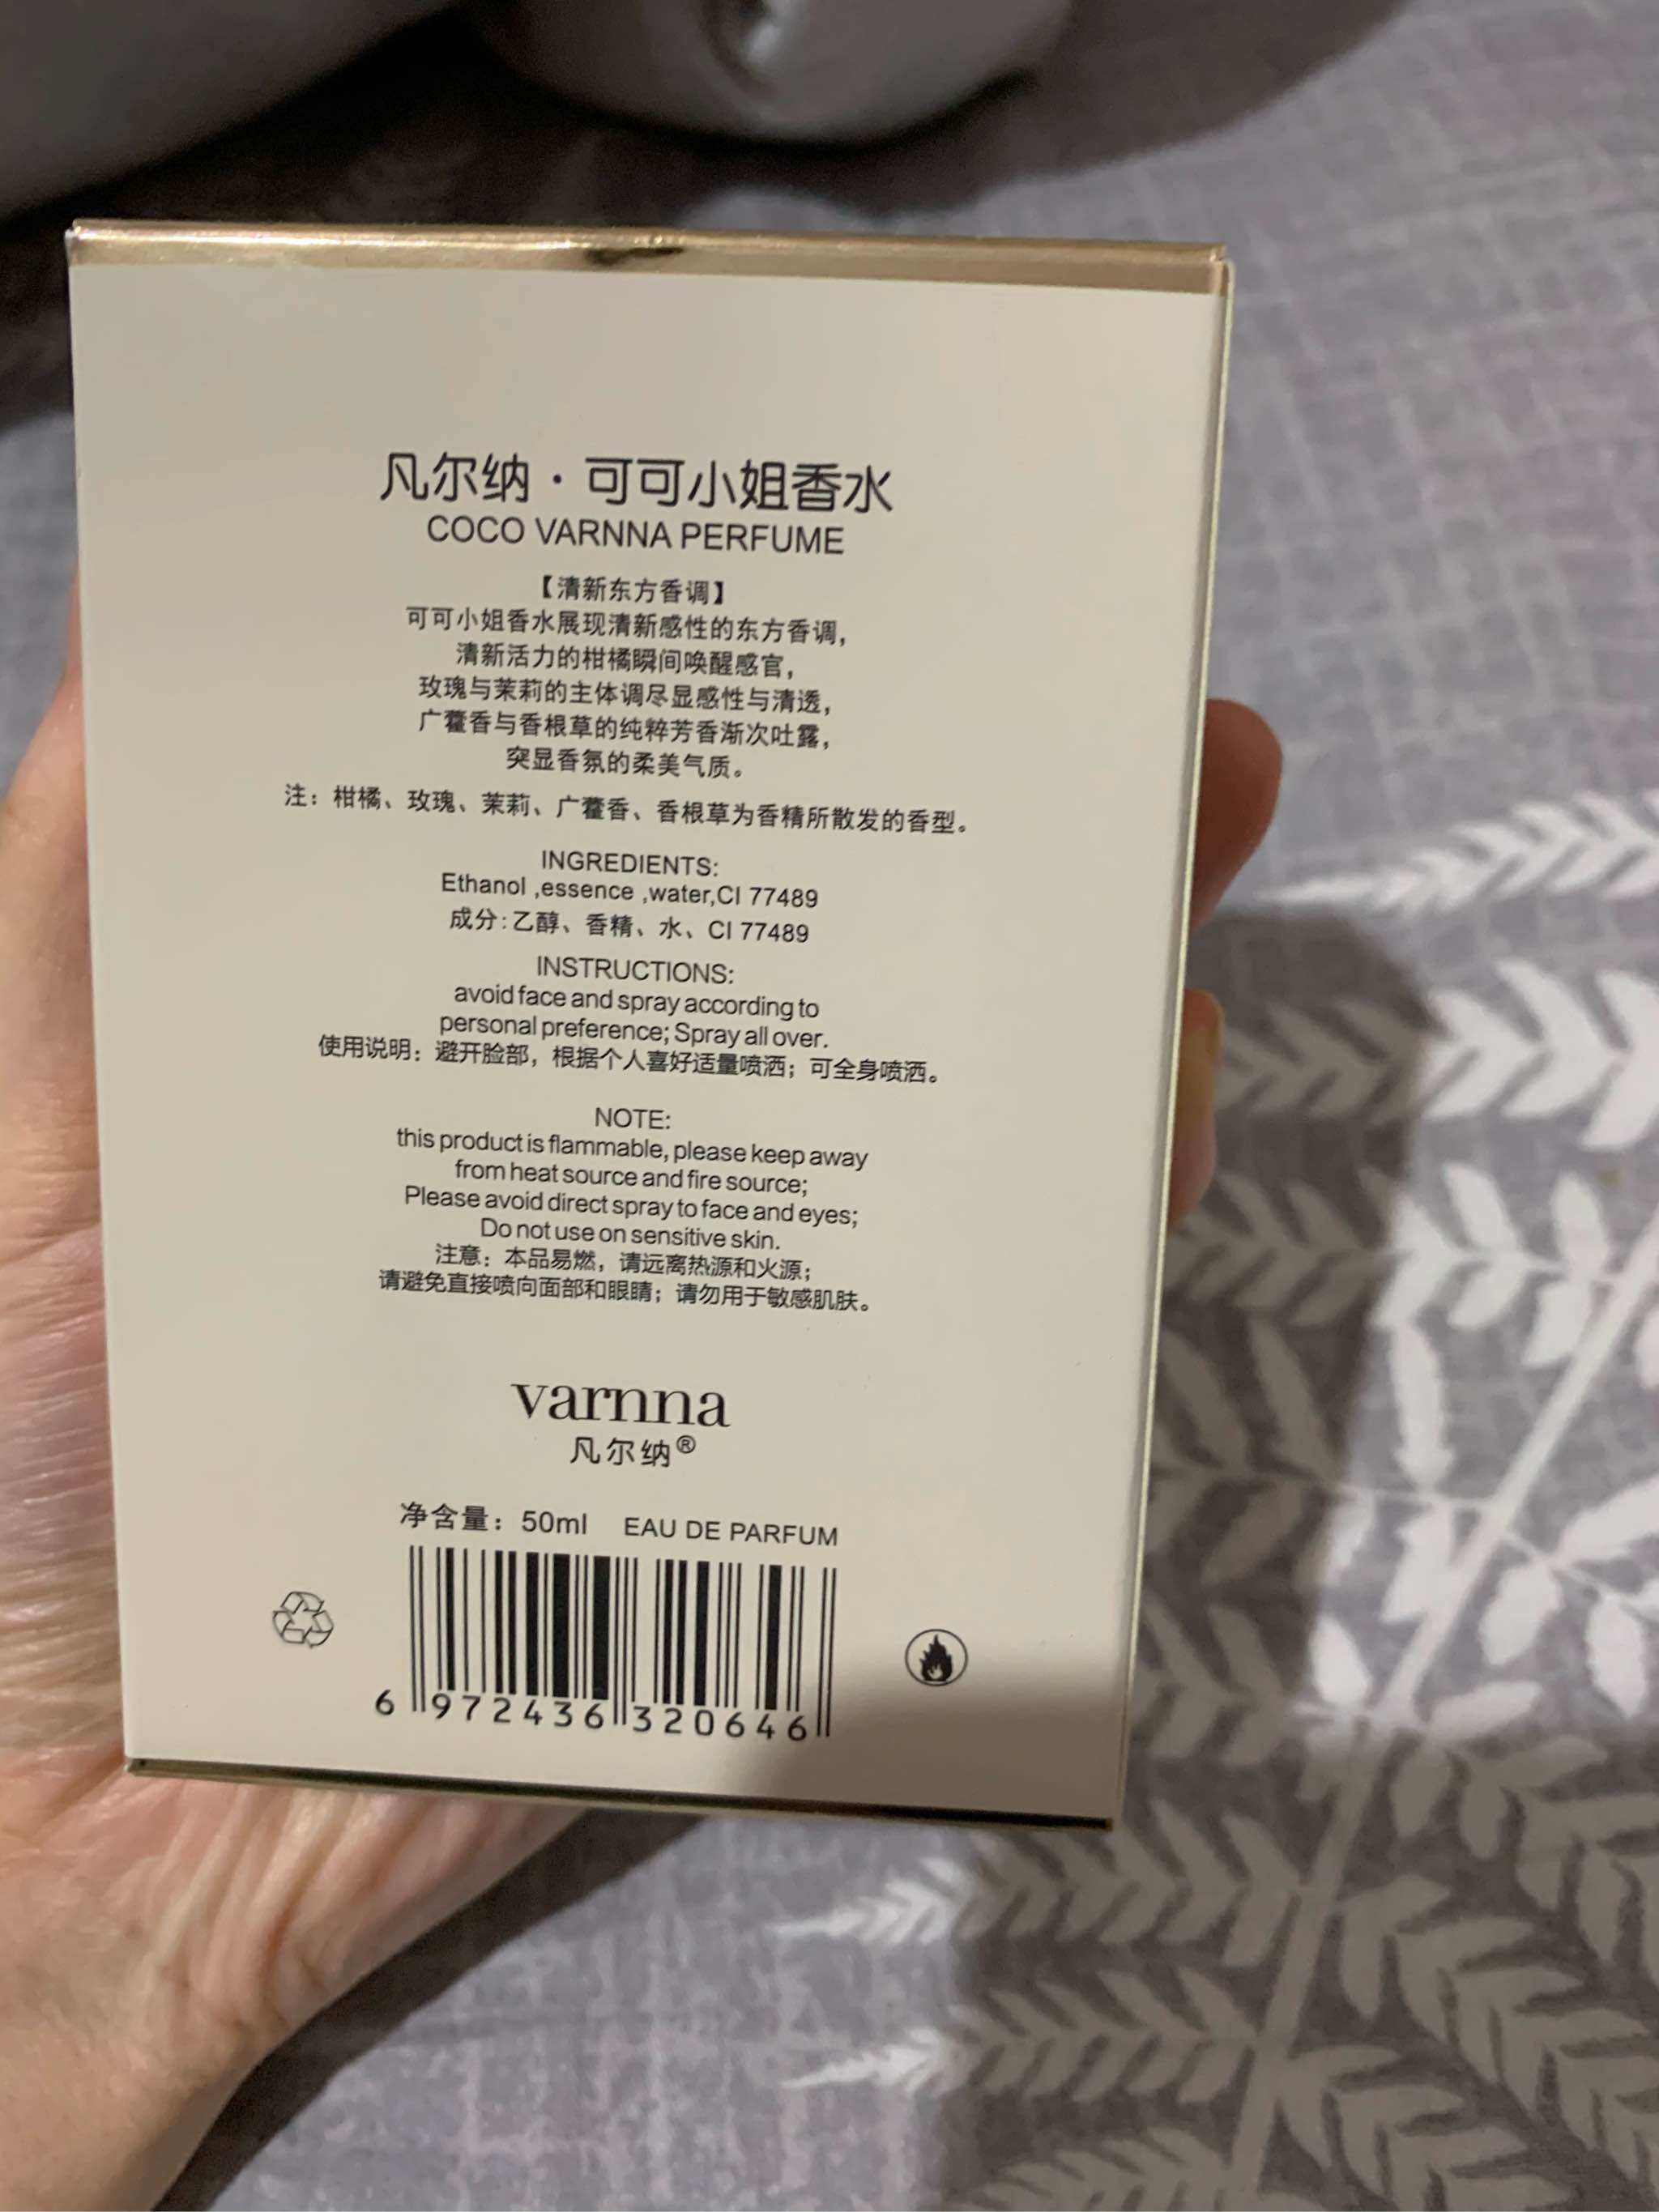 凡尔纳·可可小姐香水
COCO VARNNA PERFUME
【清新东方香调】
可可小姐香水展现清新感性的东方香调，
清新活力的柑橘瞬间唤醒感官，
玫瑰与茉莉的主体调尽显感性与清透，
广藿香与香根草的纯粹芳香渐次吐露，
突显香氛的柔美气质。
注：柑橘、玫瑰、茉莉、广藿香、香根草为香精所散发的香型。
INGREDIENTS:
Ethanol ,essence ,water,CI 77489
成分:乙醇、香精、水、CI 77489
INSTRUCTIONS:
avoid face and spray according to
personal preference; Spray all over.
使用说明：避开脸部，根据个人喜好适量喷洒；可全身喷洒。
NOTE:
this product is flammable, please keep away
from heat source and fire source;
Please avoid direct spray to face and eyes;
Do not use on sensitive skin.
注意：本品易燃，请远离热源和火源；
请避免直接喷向面部和眼睛；请勿用于敏感肌肤。
varnna
凡尔纳®
净含量：50ml EAU DE PARFUM
6 972436 320646